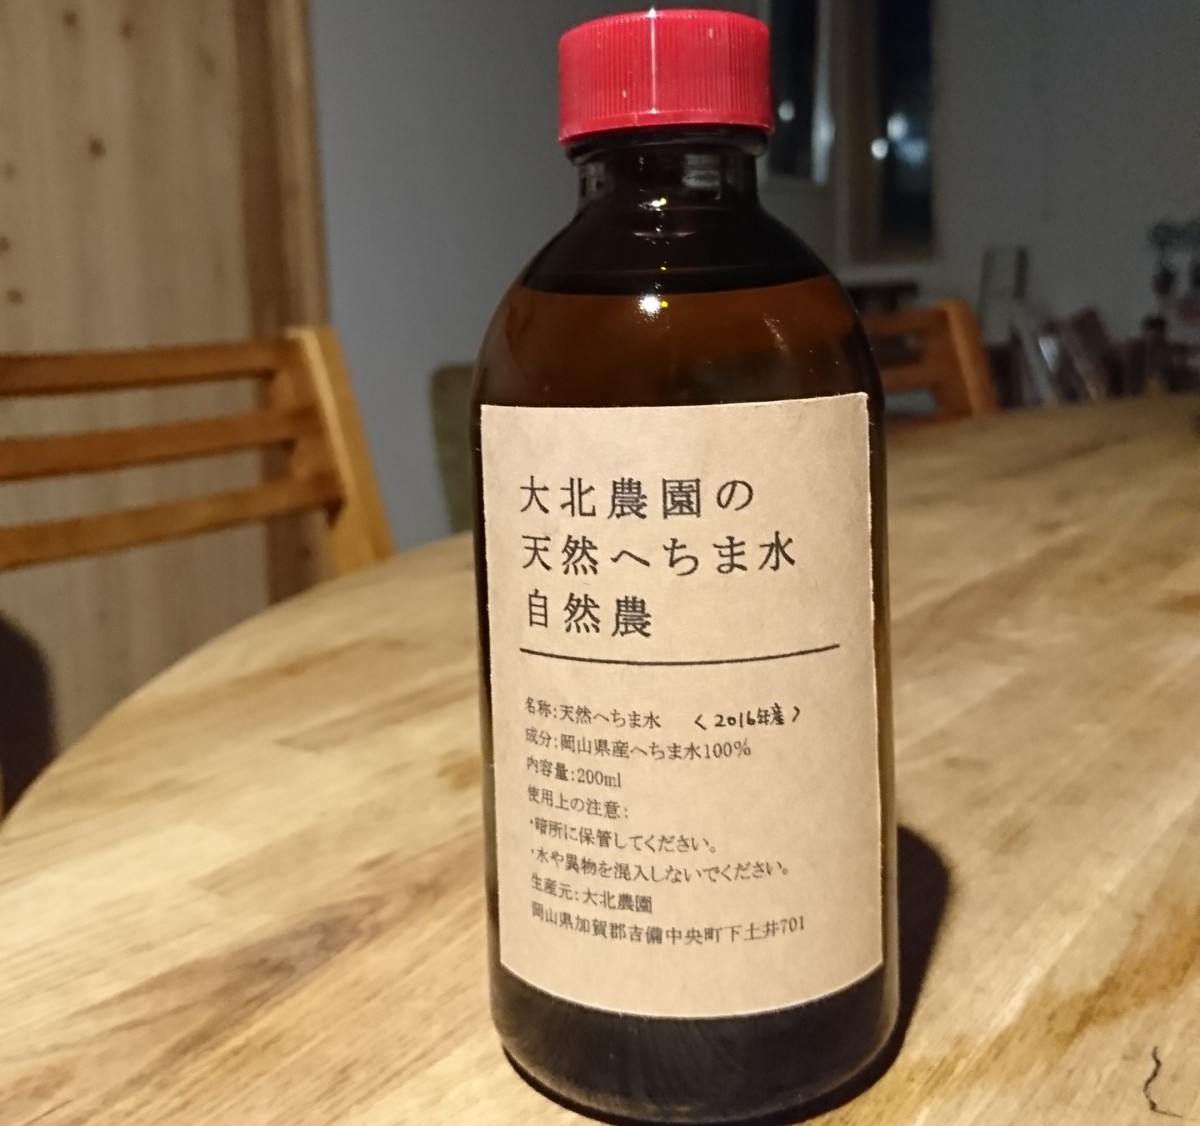 大北農園の
天然へちま水
自然農
名称:天然へちま水 〈2016年産〉
成分:岡山県産へちま水100%
内容量:200ml
使用上の注意:
・暗所に保管してください。
・水や異物を混入しないでください。
生産元:大北農園
岡山県加賀郡吉備中央町下土井701